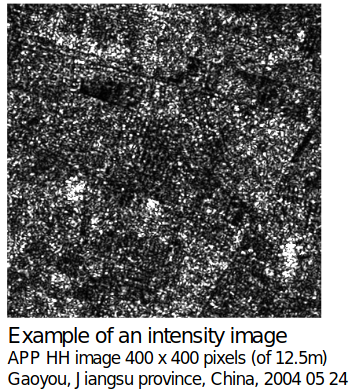 Example of an intensity image
APP HH image 400 x 400 pixels (of 12.5m)
Gaoyou, Jiangsu province, China, 2004 05 24